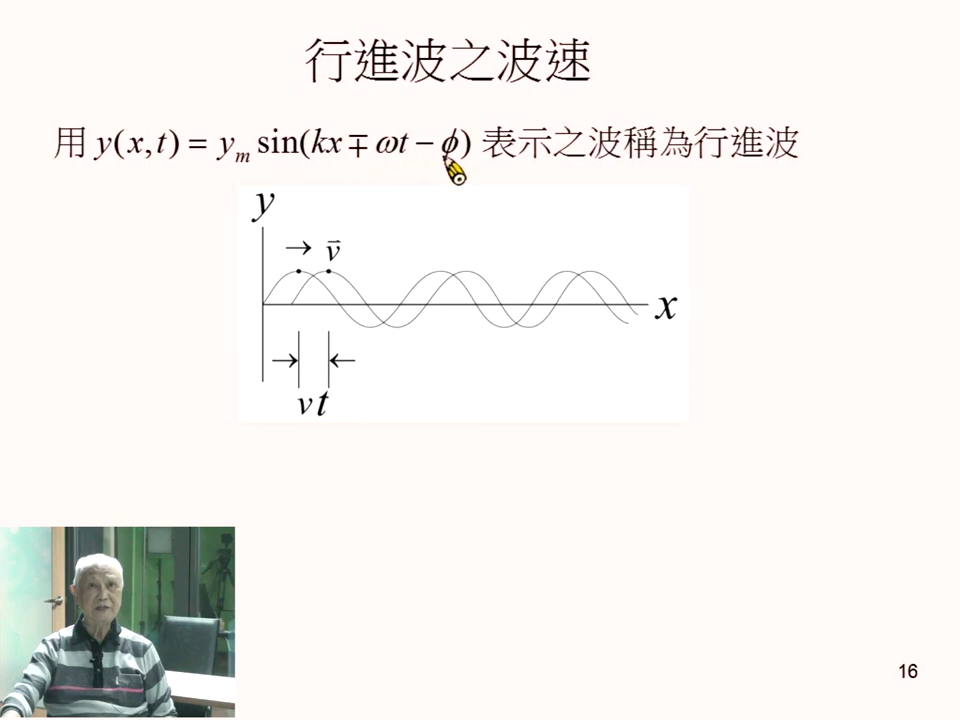 行進波之波速
用 y(x,t) = yₘ sin(kx ∓ ωt − ϕ) 表示之波稱為行進波
y
→ v̄
x
→ ←
vt
16